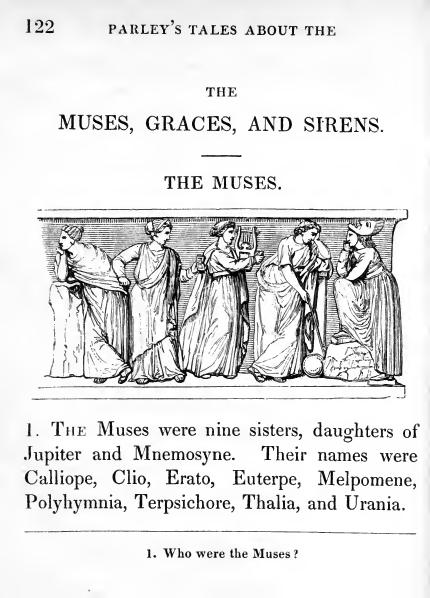 122 PARLEY'S TALES ABOUT THE
THE
MUSES, GRACES, AND SIRENS.
THE MUSES.
1. THE Muses were nine sisters, daughters of
Jupiter and Mnemosyne. Their names were
Calliope, Clio, Erato, Euterpe, Melpomene,
Polyhymnia, Terpsichore, Thalia, and Urania.
1. Who were the Muses?